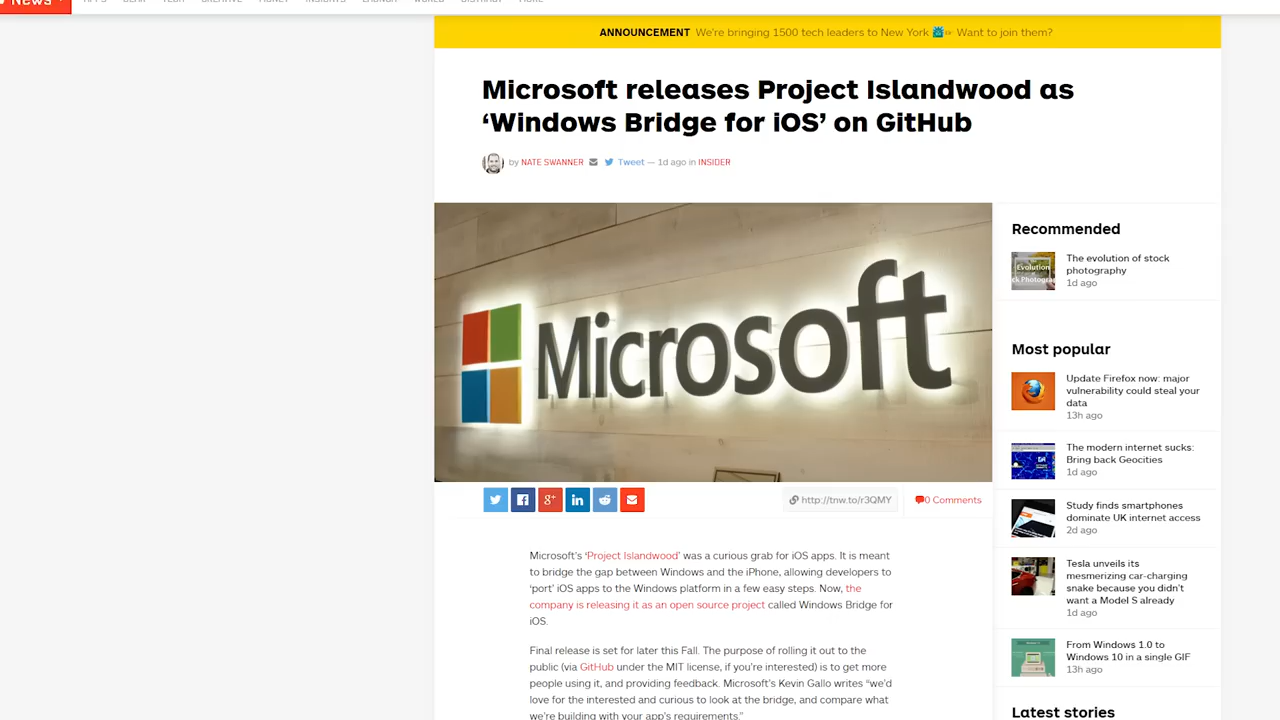 News
APPS GEAR TECH CREATIVE MONEY INSIGHTS LAUNCH WORLD DISTRACT MORE
ANNOUNCEMENT We're bringing 1500 tech leaders to New York Want to join them?
Microsoft releases Project Islandwood as
‘Windows Bridge for iOS’ on GitHub
by NATE SWANNER Tweet — 1d ago in INSIDER
Microsoft
Recommended
Evolution
The evolution of stock
photography
1d ago
Most popular
Update Firefox now: major
vulnerability could steal your
data
13h ago
The modern internet sucks:
Bring back Geocities
1d ago
Study finds smartphones
dominate UK internet access
2d ago
Tesla unveils its
mesmerizing car-charging
snake because you didn't
want a Model S already
1d ago
From Windows 1.0 to
Windows 10 in a single GIF
13h ago
Latest stories
http://tnw.to/r3QMY
0 Comments
Microsoft's ‘Project Islandwood’ was a curious grab for iOS apps. It is meant
to bridge the gap between Windows and the iPhone, allowing developers to
‘port’ iOS apps to the Windows platform in a few easy steps. Now, the
company is releasing it as an open source project called Windows Bridge for
iOS.
Final release is set for later this Fall. The purpose of rolling it out to the
public (via GitHub under the MIT license, if you're interested) is to get more
people using it, and providing feedback. Microsoft's Kevin Gallo writes “we'd
love for the interested and curious to look at the bridge, and compare what
we're building with your app's requirements.”